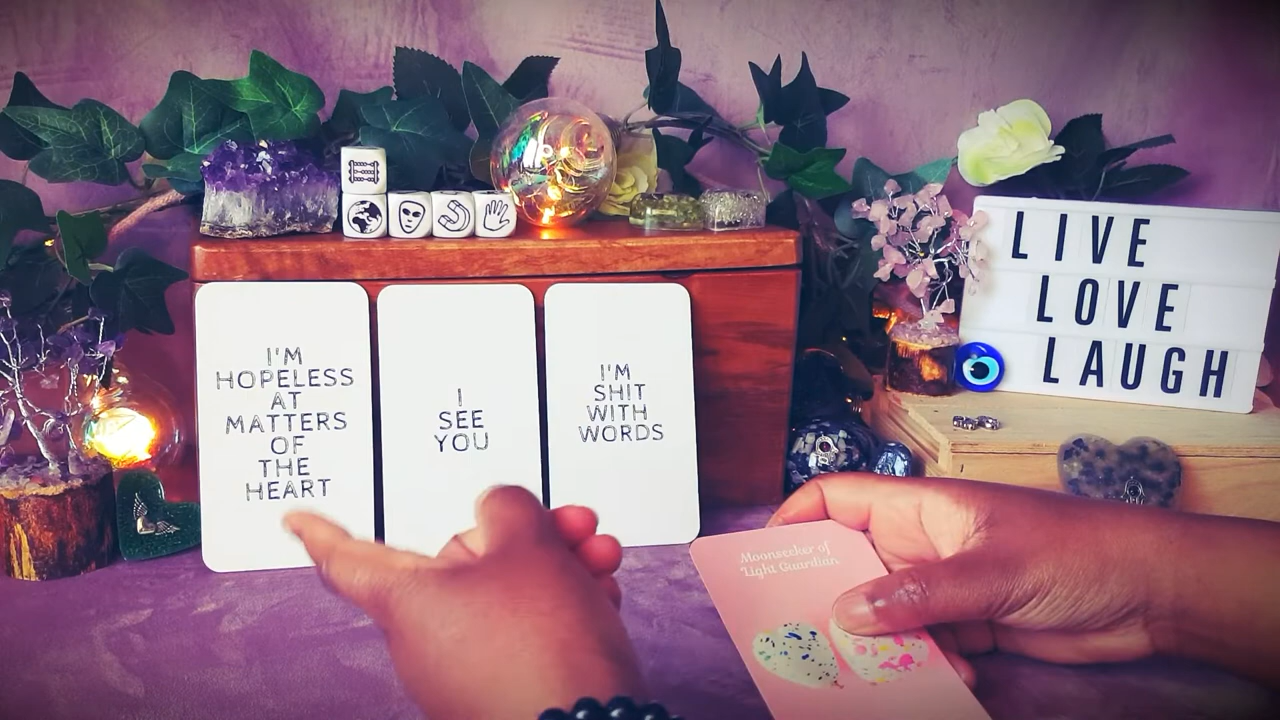 I'M
HOPELESS
AT
MATTERS
OF
THE
HEART
I
SEE
YOU
I'M
SHIT
WITH
WORDS
LIVE
LOVE
LAUGH
Moonseeker of
Light Guardian